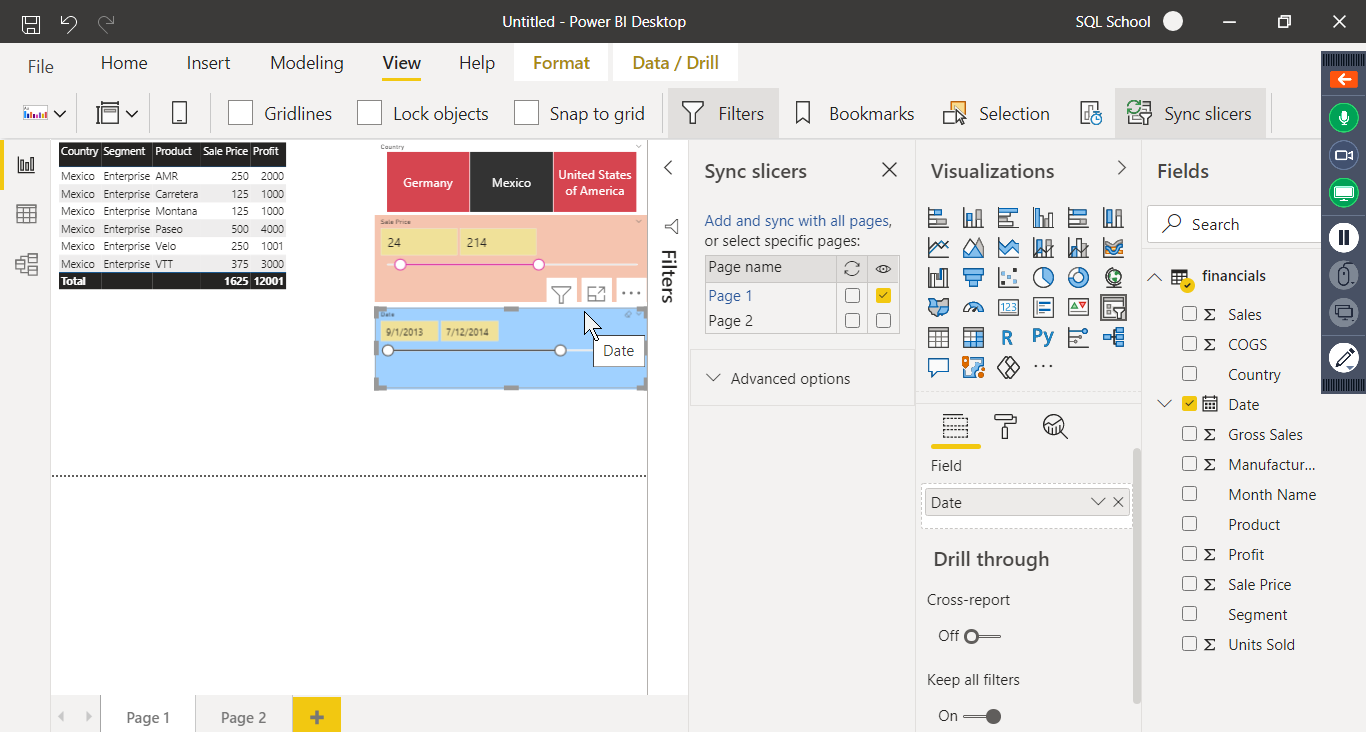 Untitled - Power BI Desktop
SQL School
File
Home
Insert
Modeling
View
Help
Format
Data / Drill
Gridlines
Lock objects
Snap to grid
Filters
Bookmarks
Selection
Sync slicers
Country Segment Product Sale Price Profit
Mexico Enterprise AMR 250 2000
Mexico Enterprise Carretera 125 1000
Mexico Enterprise Montana 125 1000
Mexico Enterprise Paseo 500 4000
Mexico Enterprise Velo 250 1001
Mexico Enterprise VTT 375 3000
Total 1625 12001
Country
Germany
Mexico
United States
of America
Sale Price
24
214
Date
9/1/2013
7/12/2014
Date
Filters
Sync slicers
Add and sync with all pages,
or select specific pages:
Page name
Page 1
Page 2
Advanced options
Visualizations
123
R
Py
Field
Date
Drill through
Cross-report
Off
Keep all filters
On
Fields
Search
financials
Σ Sales
Σ COGS
Country
Date
Σ Gross Sales
Σ Manufactur...
Month Name
Product
Σ Profit
Σ Sale Price
Segment
Σ Units Sold
Page 1
Page 2